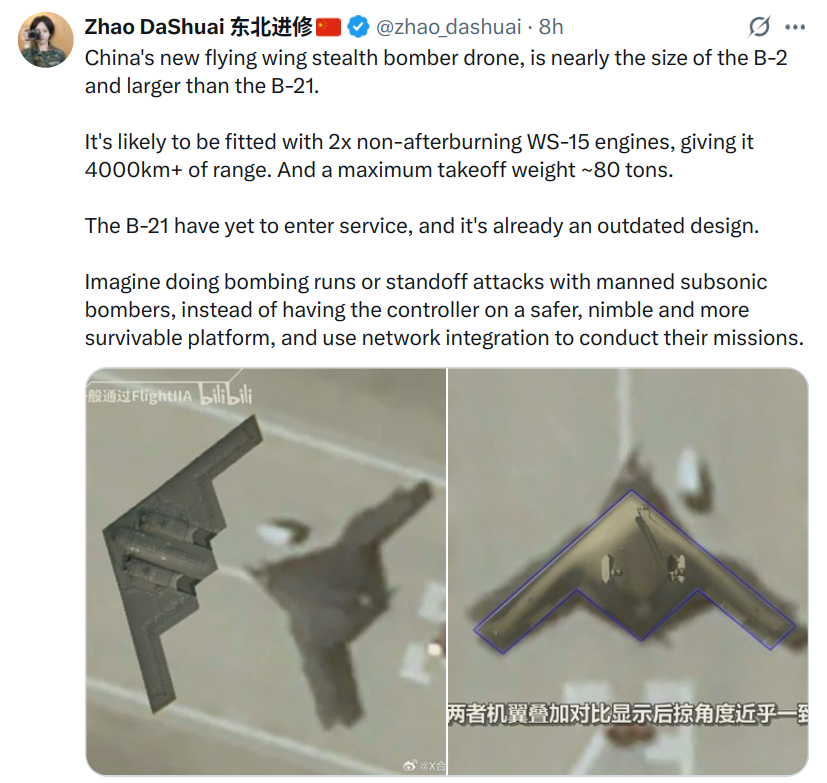 Zhao DaShuai 东北进修🇨🇳 @zhao_dashuai · 8h
China's new flying wing stealth bomber drone, is nearly the size of the B-2
and larger than the B-21.
It's likely to be fitted with 2x non-afterburning WS-15 engines, giving it
4000km+ of range. And a maximum takeoff weight ~80 tons.
The B-21 have yet to enter service, and it's already an outdated design.
Imagine doing bombing runs or standoff attacks with manned subsonic
bombers, instead of having the controller on a safer, nimble and more
survivable platform, and use network integration to conduct their missions.
般通过FlightIIA bilibili
@X合
两者机翼叠加对比显示后掠角度近乎一致